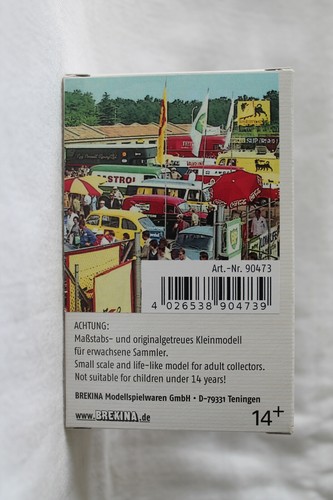 STROL
Art.-Nr. 90473
4 026538 904739
ACHTUNG:
Maßstabs- und originalgetreues Kleinmodell
für erwachsene Sammler.
Small scale and life-like model for adult collectors.
Not suitable for children under 14 years!
BREKINA Modellspielwaren GmbH • D-79331 Teningen
www.BREKINA.de
14+